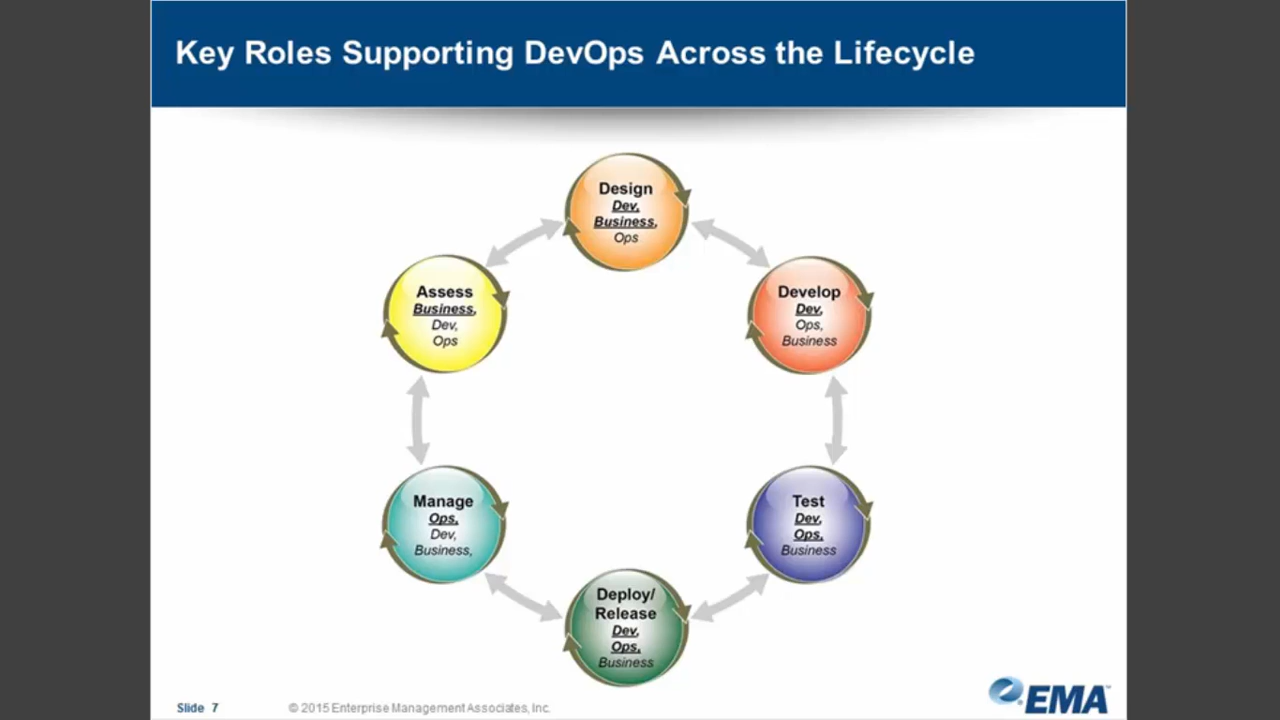 Key Roles Supporting DevOps Across the Lifecycle
Design
Dev,
Business,
Ops
Develop
Dev,
Ops,
Business
Test
Dev,
Ops,
Business
Deploy/
Release
Dev,
Ops,
Business
Manage
Ops,
Dev,
Business,
Assess
Business,
Dev,
Ops
Slide 7
© 2015 Enterprise Management Associates, Inc.
EMA